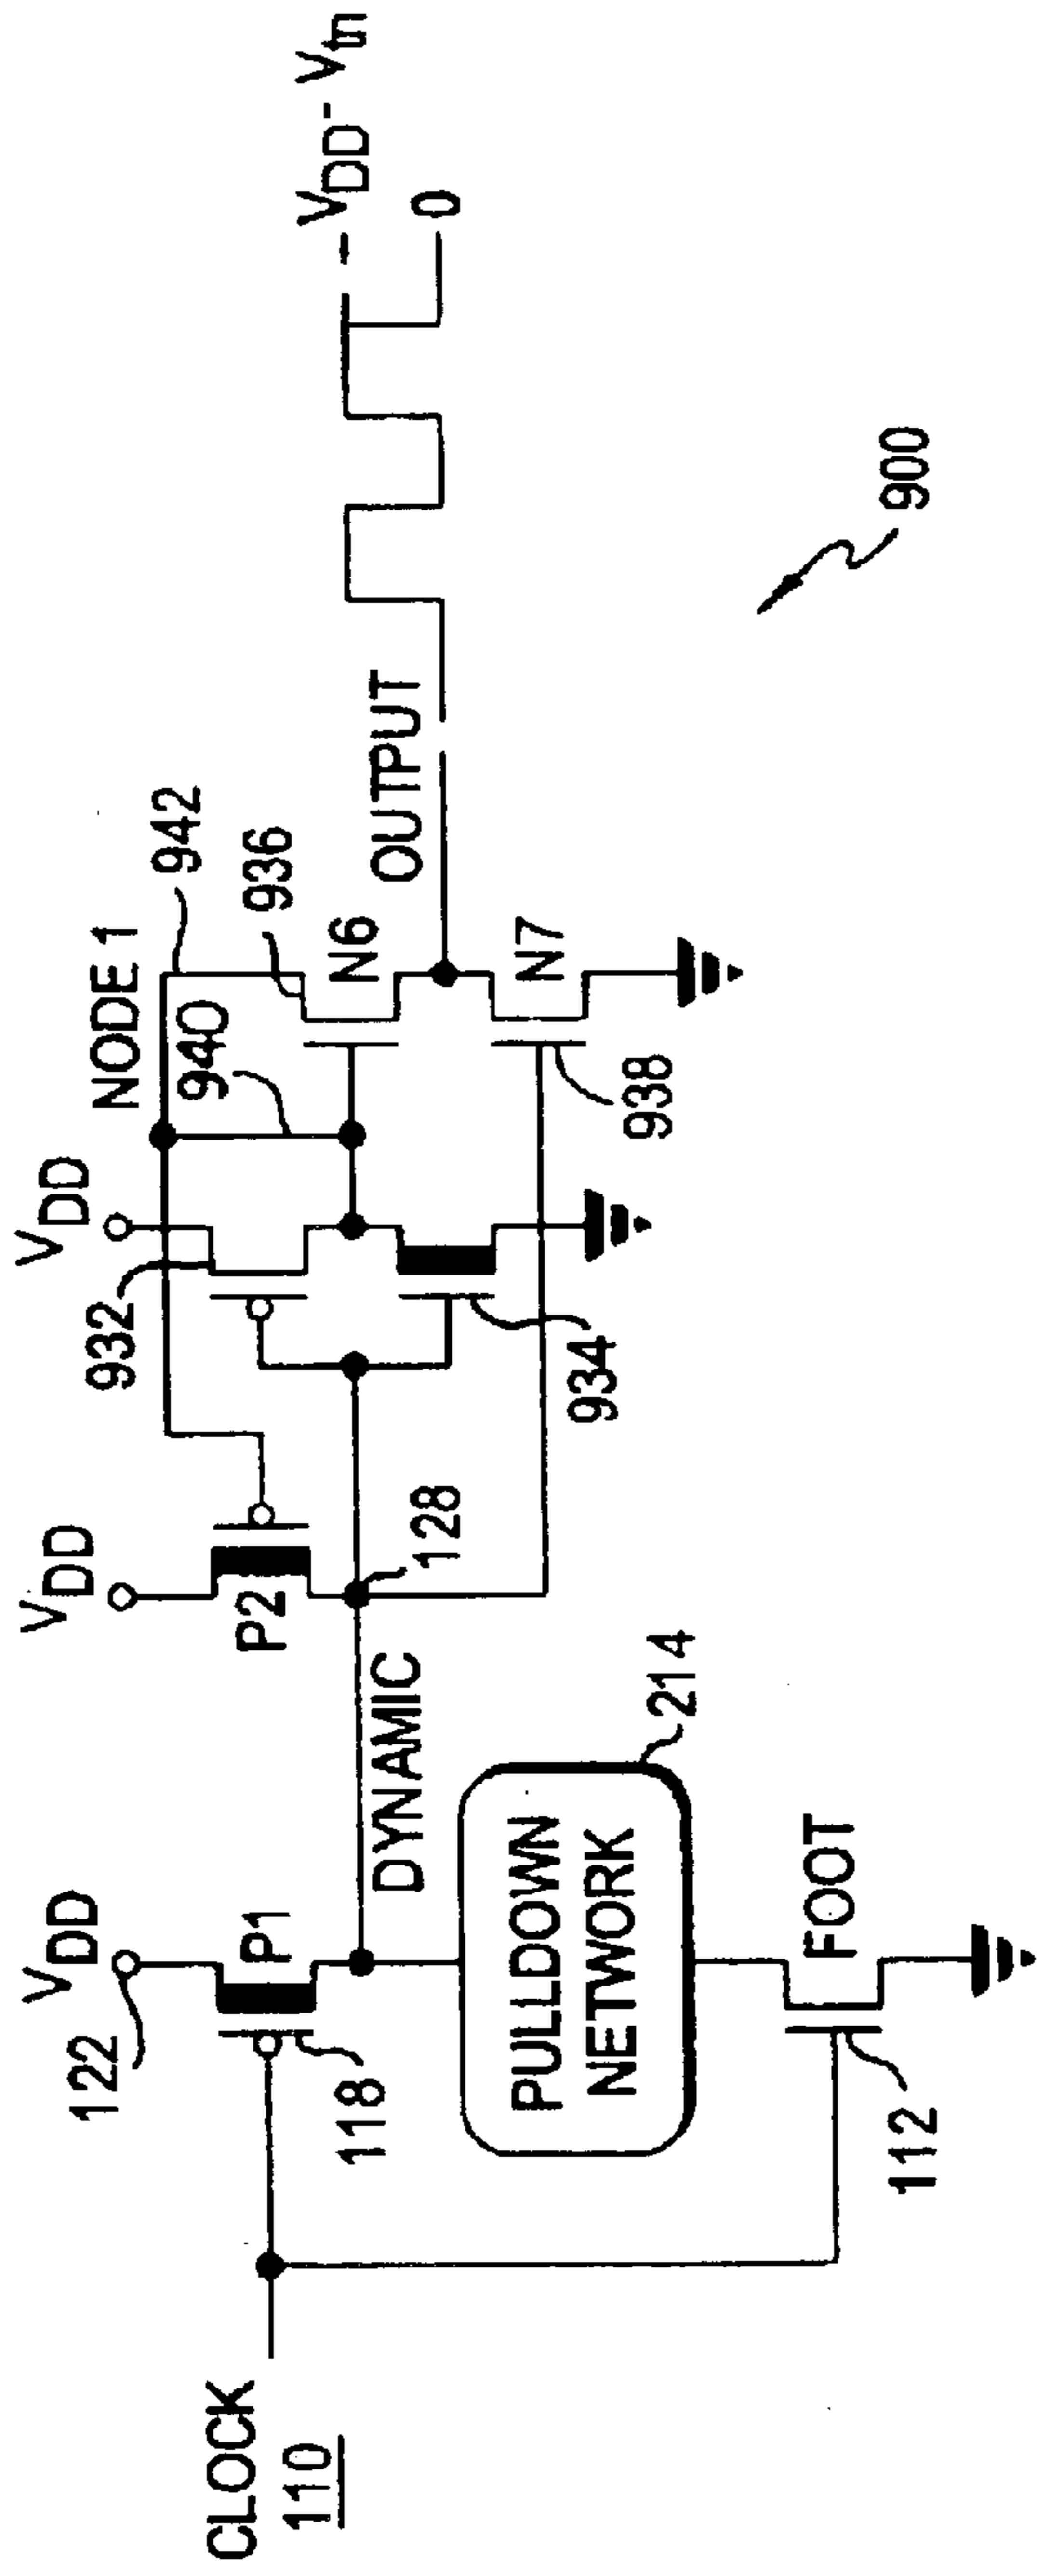 CLOCK
110
VDD
122
P1
118
DYNAMIC
PULLDOWN
NETWORK
214
FOOT
112
VDD
P2
128
VDD
932
934
NODE 1
940
942
936
N6
N7
938
OUTPUT
VDD- Vtn
0
900